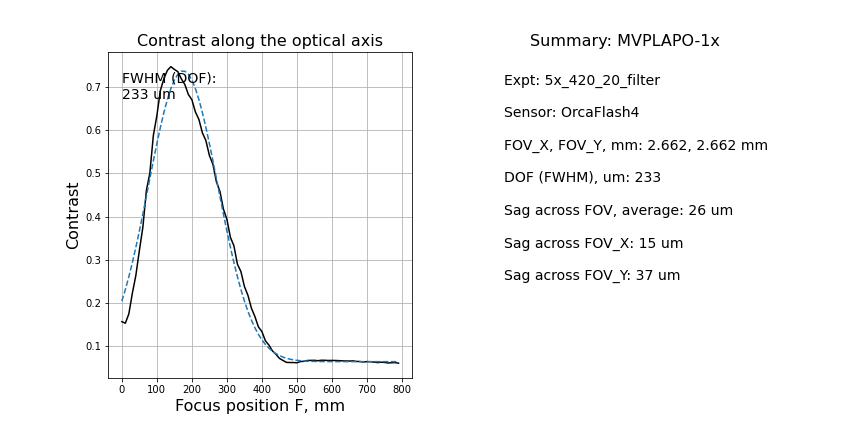 Contrast along the optical axis
FWHM (DOF):
233 um
0.7
0.6
0.5
0.4
0.3
0.2
0.1
Contrast
0 100 200 300 400 500 600 700 800
Focus position F, mm
Summary: MVPLAPO-1x
Expt: 5x_420_20_filter
Sensor: OrcaFlash4
FOV_X, FOV_Y, mm: 2.662, 2.662 mm
DOF (FWHM), um: 233
Sag across FOV, average: 26 um
Sag across FOV_X: 15 um
Sag across FOV_Y: 37 um